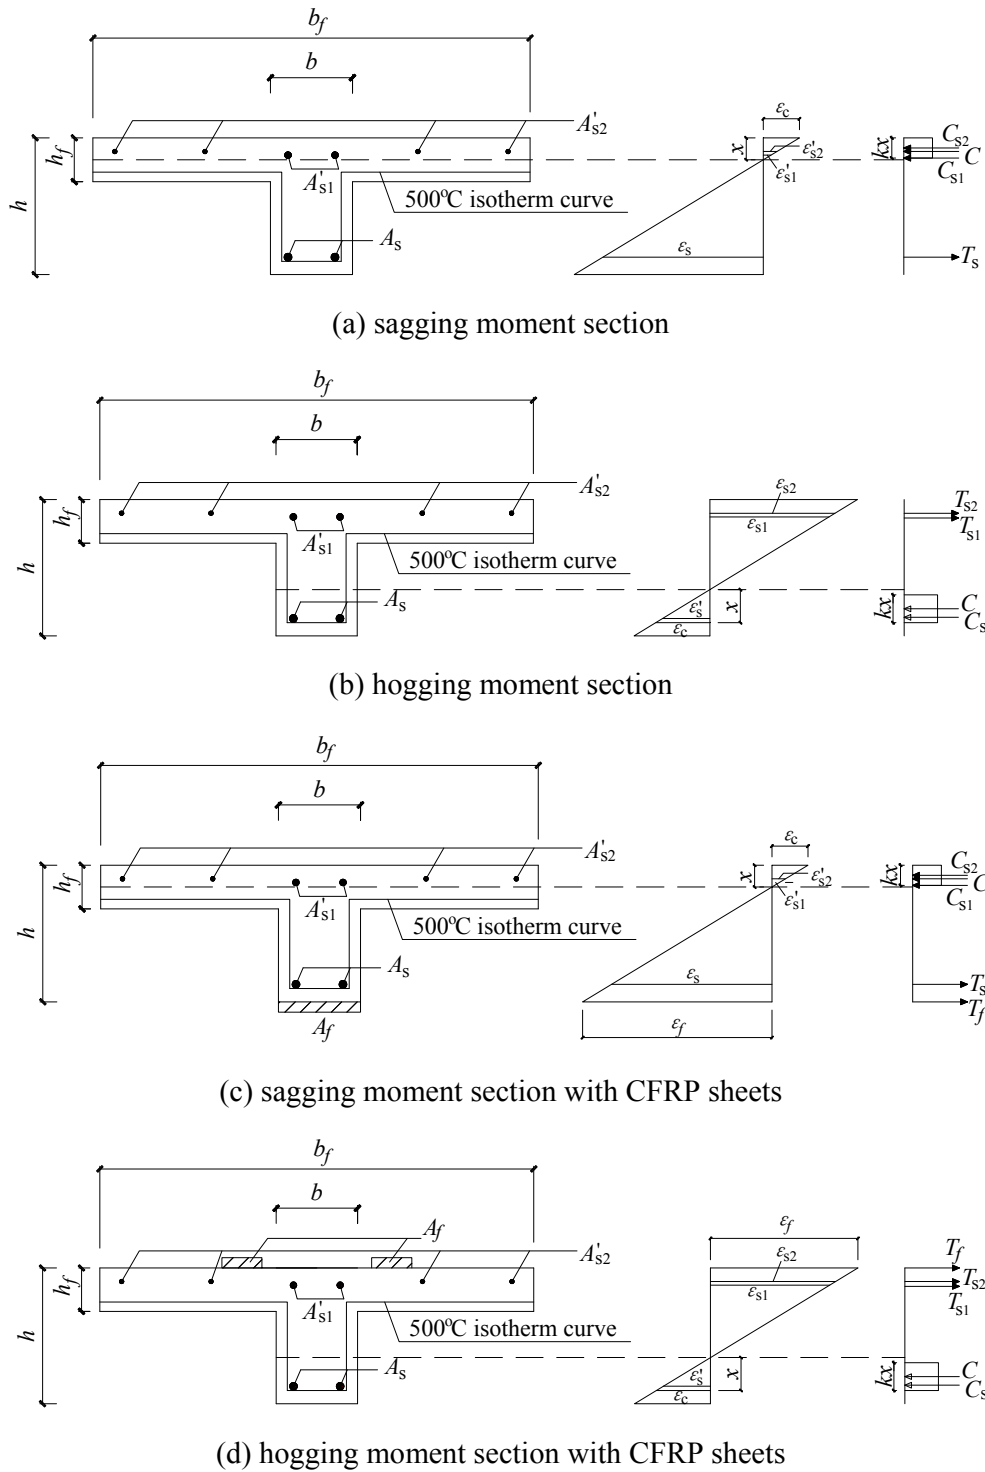 b_f
b
ε_c
A'_s2
h_f
x
ε'_s2
kx
C_s2
C
A'_s1
ε'_s1
C_s1
h
500°C isotherm curve
A_s
ε_s
T_s
(a) sagging moment section
b_f
b
A'_s2
ε_s2
T_s2
h_f
A'_s1
ε_s1
T_s1
h
500°C isotherm curve
A_s
ε'_s
x
kx
C
ε_c
C_s
(b) hogging moment section
b_f
b
ε_c
A'_s2
h_f
x
ε'_s2
kx
C_s2
C
A'_s1
ε'_s1
C_s1
h
500°C isotherm curve
A_s
ε_s
T_s
A_f
T_f
ε_f
(c) sagging moment section with CFRP sheets
b_f
b
A_f
ε_f
A'_s2
ε_s2
T_f
T_s2
h_f
A'_s1
ε_s1
T_s1
h
500°C isotherm curve
A_s
ε'_s
x
kx
C
ε_c
C_s
(d) hogging moment section with CFRP sheets